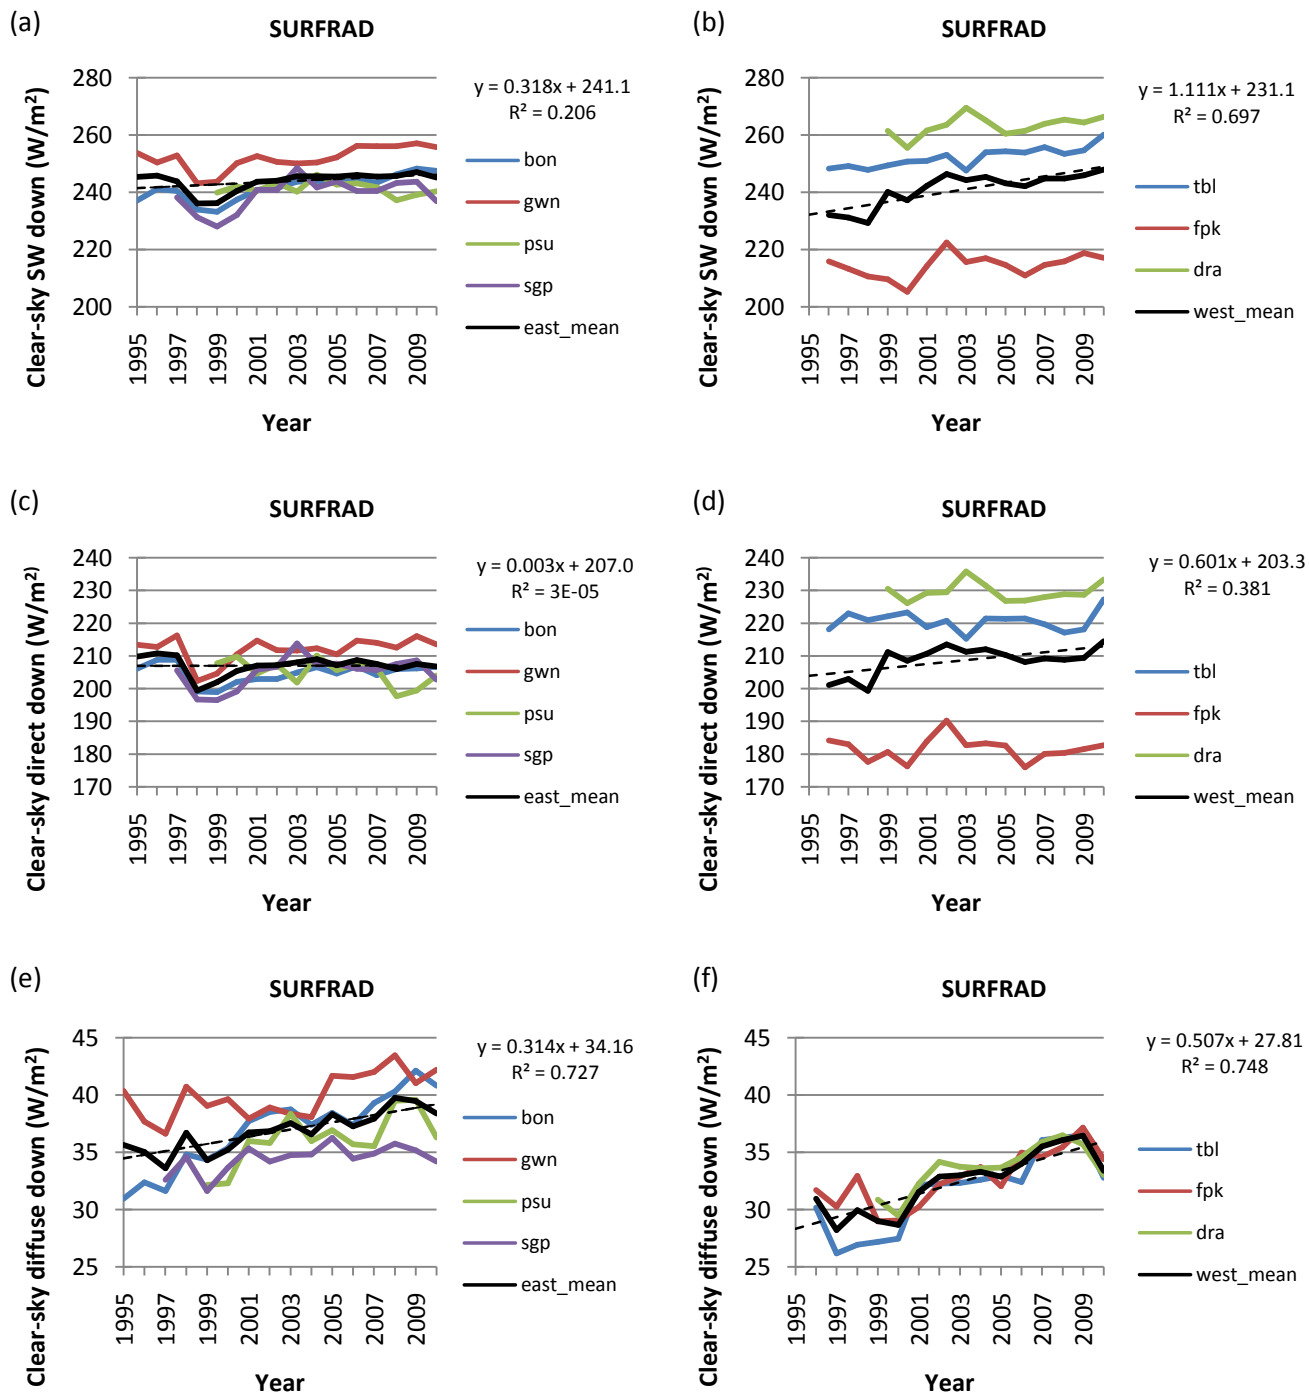 (a)
SURFRAD
Clear-sky SW down (W/m²)
280
260
240
220
200
1995
1997
1999
2001
2003
2005
2007
2009
Year
y = 0.318x + 241.1
R² = 0.206
bon
gwn
psu
sgp
east_mean
(b)
SURFRAD
Clear-sky SW down (W/m²)
280
260
240
220
200
1995
1997
1999
2001
2003
2005
2007
2009
Year
y = 1.111x + 231.1
R² = 0.697
tbl
fpk
dra
west_mean
(c)
SURFRAD
Clear-sky direct down (W/m²)
240
230
220
210
200
190
180
170
1995
1997
1999
2001
2003
2005
2007
2009
Year
y = 0.003x + 207.0
R² = 3E-05
bon
gwn
psu
sgp
east_mean
(d)
SURFRAD
Clear-sky direct down (W/m²)
240
230
220
210
200
190
180
170
1995
1997
1999
2001
2003
2005
2007
2009
Year
y = 0.601x + 203.3
R² = 0.381
tbl
fpk
dra
west_mean
(e)
SURFRAD
Clear-sky diffuse down (W/m²)
45
40
35
30
25
1995
1997
1999
2001
2003
2005
2007
2009
Year
y = 0.314x + 34.16
R² = 0.727
bon
gwn
psu
sgp
east_mean
(f)
SURFRAD
Clear-sky diffuse down (W/m²)
45
40
35
30
25
1995
1997
1999
2001
2003
2005
2007
2009
Year
y = 0.507x + 27.81
R² = 0.748
tbl
fpk
dra
west_mean